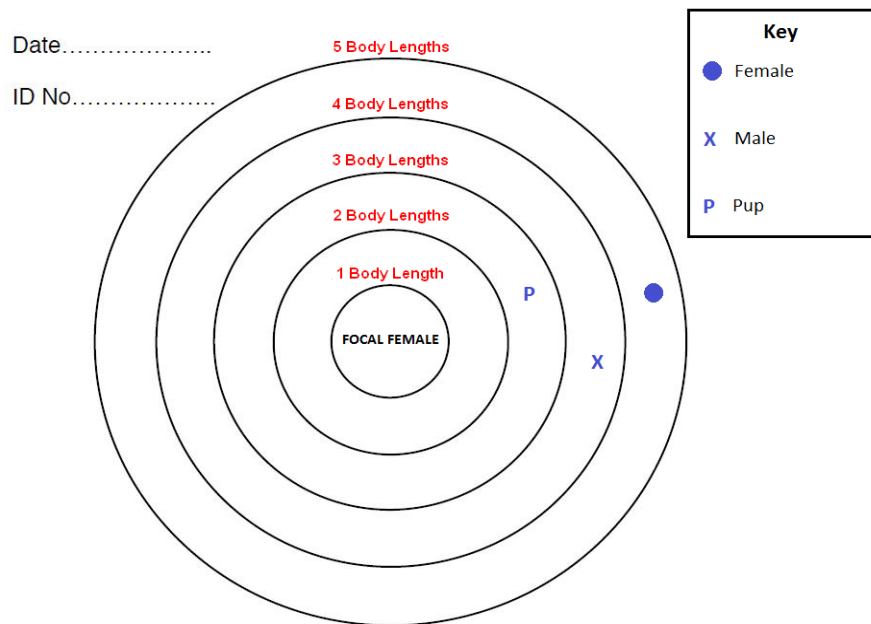 Date………………..
ID No……………….
5 Body Lengths
4 Body Lengths
3 Body Lengths
2 Body Lengths
1 Body Length
FOCAL FEMALE
P
X
Key
Female
X Male
P Pup